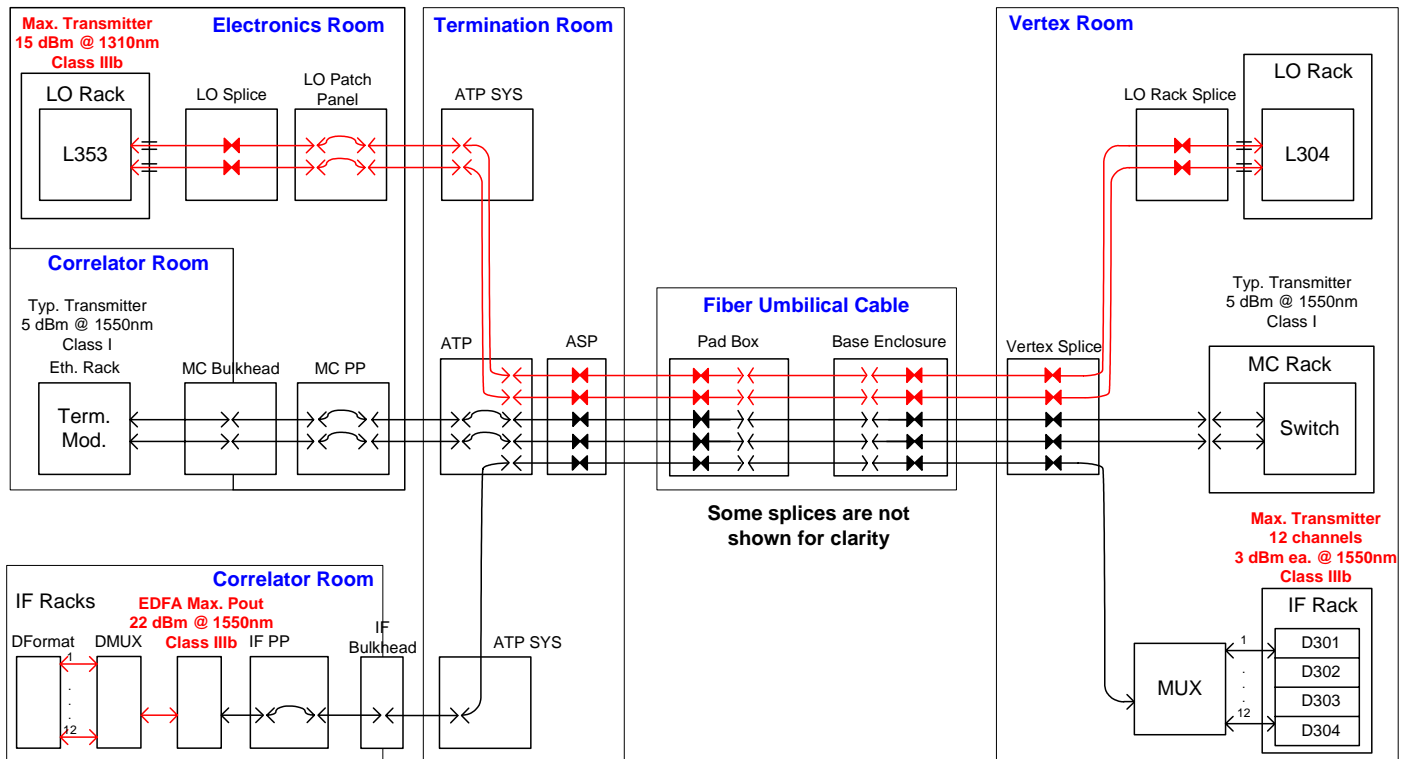 Max. Transmitter
15 dBm @ 1310nm
Class IIIb
Electronics Room
LO Rack
L353
LO Splice
LO Patch
Panel
Termination Room
ATP SYS
Vertex Room
LO Rack Splice
LO Rack
L304
Correlator Room
Typ. Transmitter
5 dBm @ 1550nm
Class I
Eth. Rack
Term.
Mod.
MC Bulkhead
MC PP
ATP
ASP
Fiber Umbilical Cable
Pad Box
Base Enclosure
Some splices are not
shown for clarity
Vertex Splice
Typ. Transmitter
5 dBm @ 1550nm
Class I
MC Rack
Switch
Correlator Room
IF Racks
EDFA Max. Pout
22 dBm @ 1550nm
Class IIIb
DFormat
DMUX
1
.
.
.
12
IF PP
IF
Bulkhead
ATP SYS
Max. Transmitter
12 channels
3 dBm ea. @ 1550nm
Class IIIb
IF Rack
MUX
1
.
.
.
12
D301
D302
D303
D304